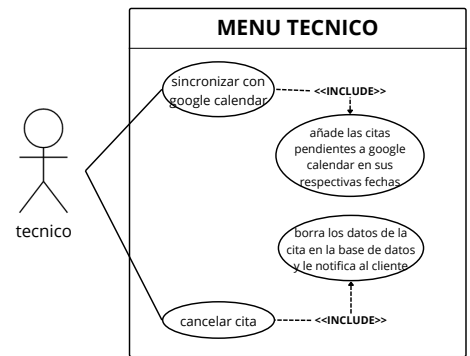 MENU TECNICO
sincronizar con
google calendar
<<INCLUDE>>
añade las citas
pendientes a google
calendar en sus
respectivas fechas
tecnico
borra los datos de la
cita en la base de datos
y le notifica al cliente
cancelar cita
<<INCLUDE>>